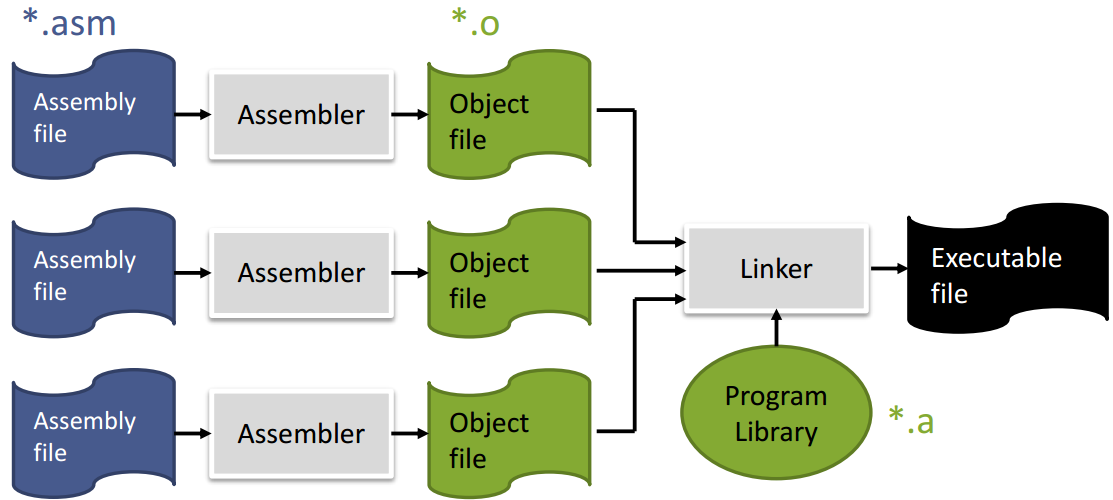 *.asm
*.o
Assembly
file
Assembler
Object
file
Assembly
file
Assembler
Object
file
Linker
Executable
file
Assembly
file
Assembler
Object
file
Program
Library
*.a